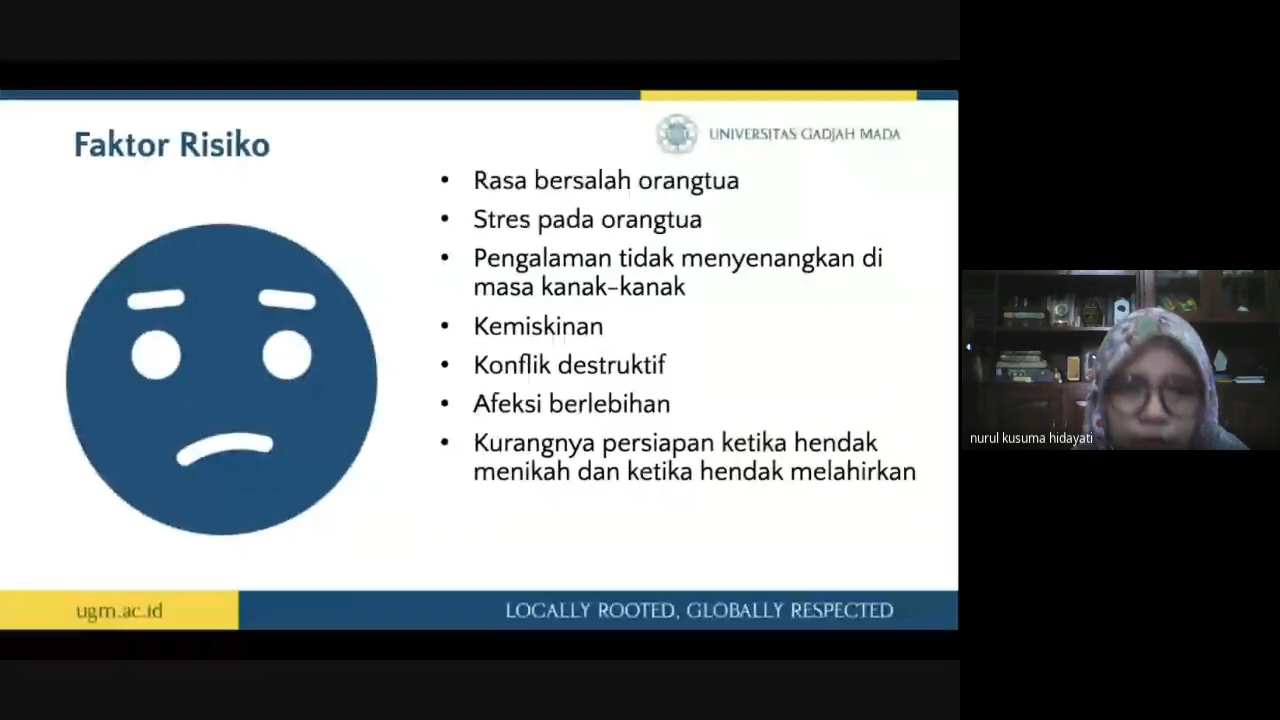 Faktor Risiko
UNIVERSITAS GADJAH MADA
• Rasa bersalah orangtua
• Stres pada orangtua
• Pengalaman tidak menyenangkan di
masa kanak-kanak
• Kemiskinan
• Konflik destruktif
• Afeksi berlebihan
• Kurangnya persiapan ketika hendak
menikah dan ketika hendak melahirkan
nurul kusuma hidayati
ugm.ac.id
LOCALLY ROOTED, GLOBALLY RESPECTED